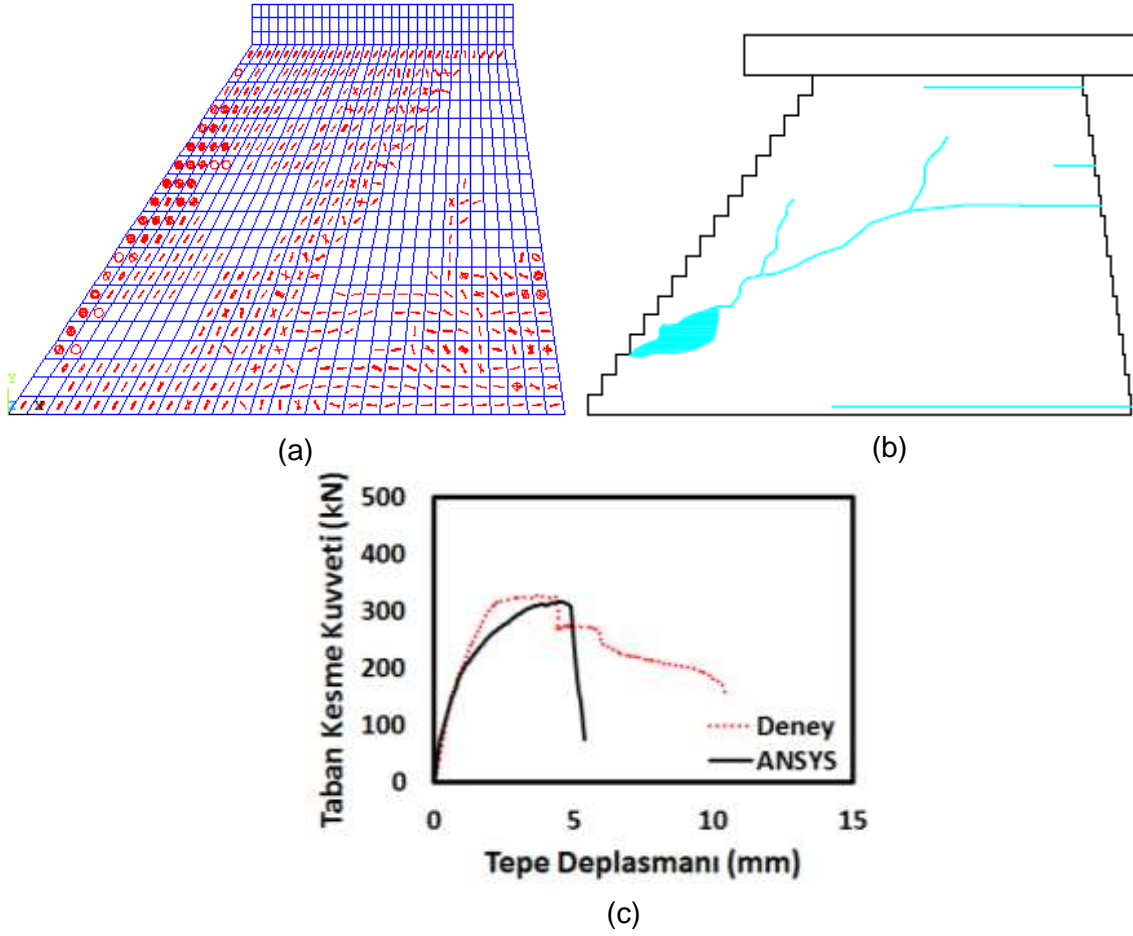 Y
Z
X
(a)
(b)
Taban Kesme Kuvveti (kN)
500
400
300
200
100
0
Deney
ANSYS
0 5 10 15
Tepe Deplasmanı (mm)
(c)